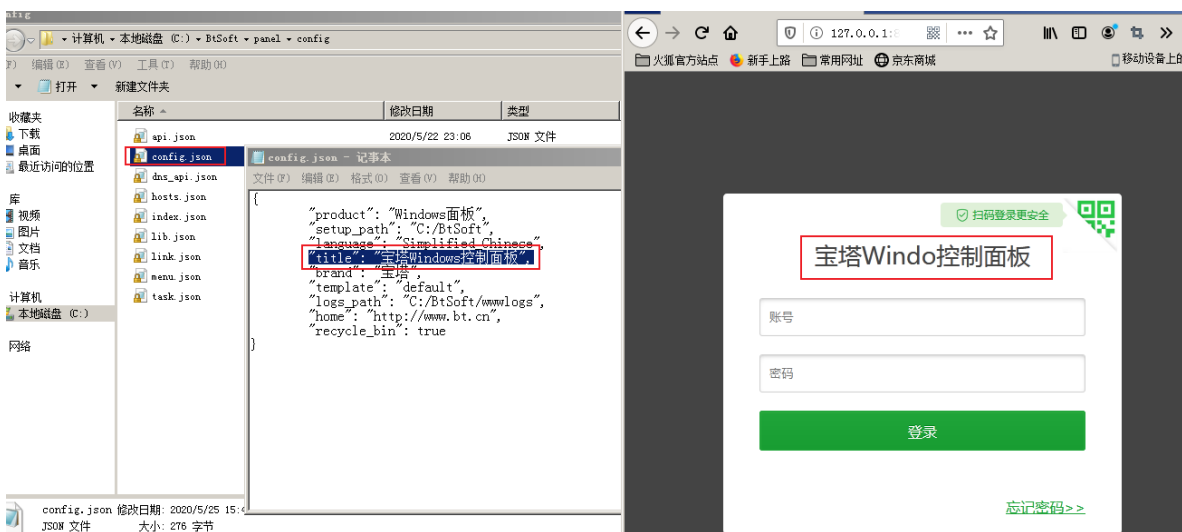 计算机 本地磁盘 (C:) BtSoft panel config
编辑(E) 查看(V) 工具(T) 帮助(H)
打开 新建文件夹
收藏夹
下载
桌面
最近访问的位置
库
视频
图片
文档
音乐
计算机
本地磁盘 (C:)
网络
名称 修改日期 类型
api.json 2020/5/22 23:06 JSON 文件
config.json
dns_api.json
hosts.json
index.json
lib.json
link.json
menu.json
task.json
config.json - 记事本
文件(F) 编辑(E) 格式(O) 查看(V) 帮助(H)
{
"product": "Windows面板",
"setup_path": "C:/BtSoft",
"language": "Simplified Chinese",
"title": "宝塔Windows控制面板",
"brand": "宝塔",
"template": "default",
"logs_path": "C:/BtSoft/wwwlogs",
"home": "http://www.bt.cn",
"recycle_bin": true
}
config.json 修改日期: 2020/5/25 15:
JSON 文件 大小: 276 字节
127.0.0.1:8
火狐官方站点 新手上路 常用网址 京东商城 移动设备上的
扫码登录更安全
宝塔Windo控制面板
账号
密码
登录
忘记密码>>